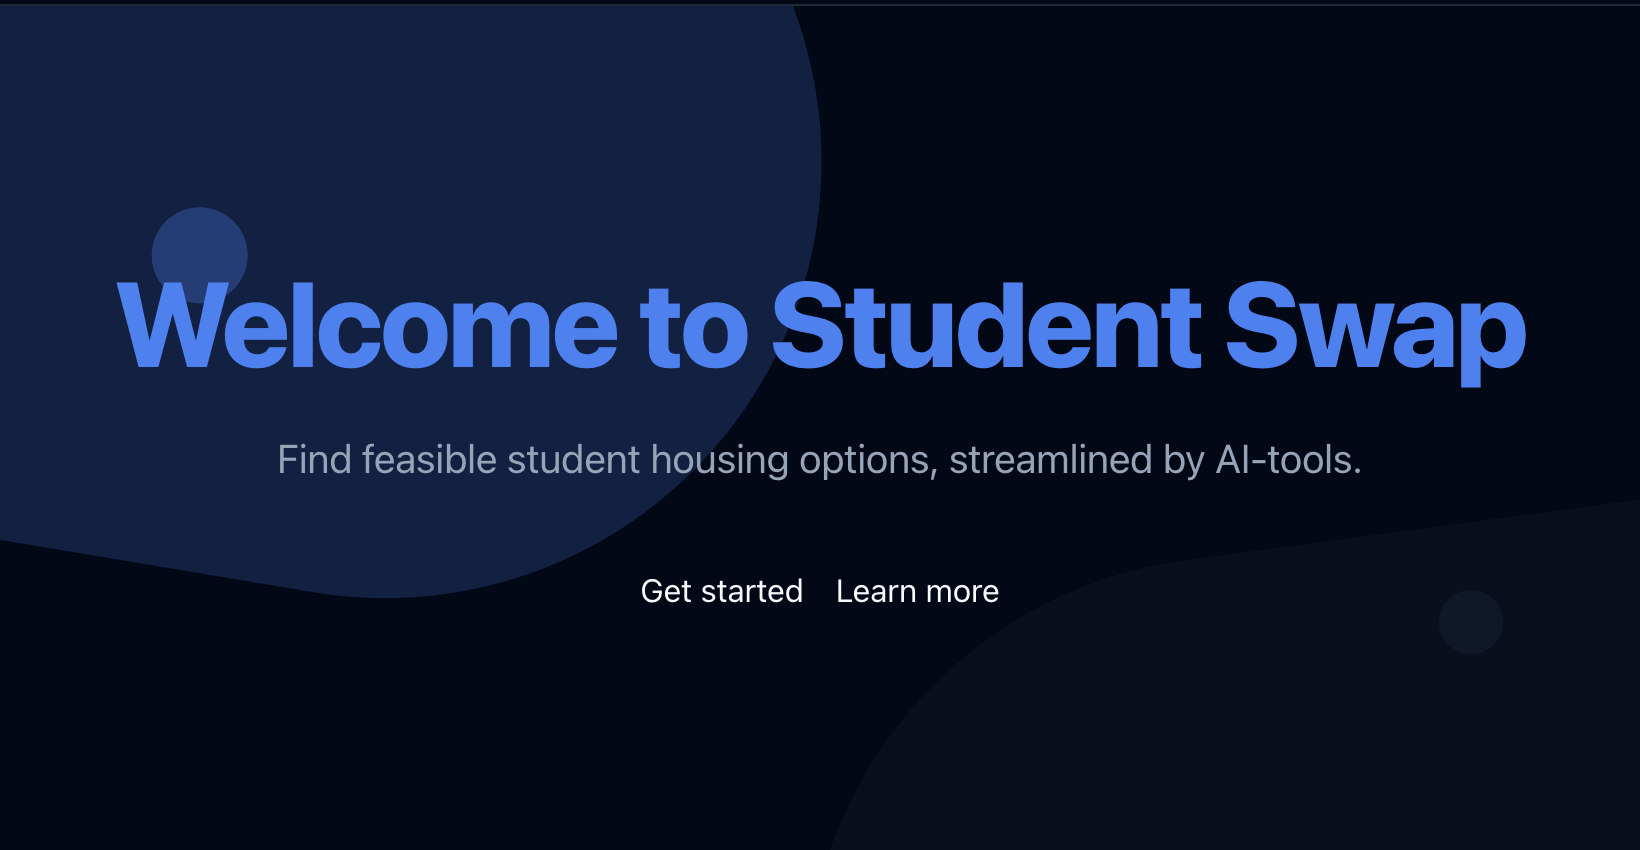 Welcome to Student Swap
Find feasible student housing options, streamlined by AI-tools.
Get started Learn more